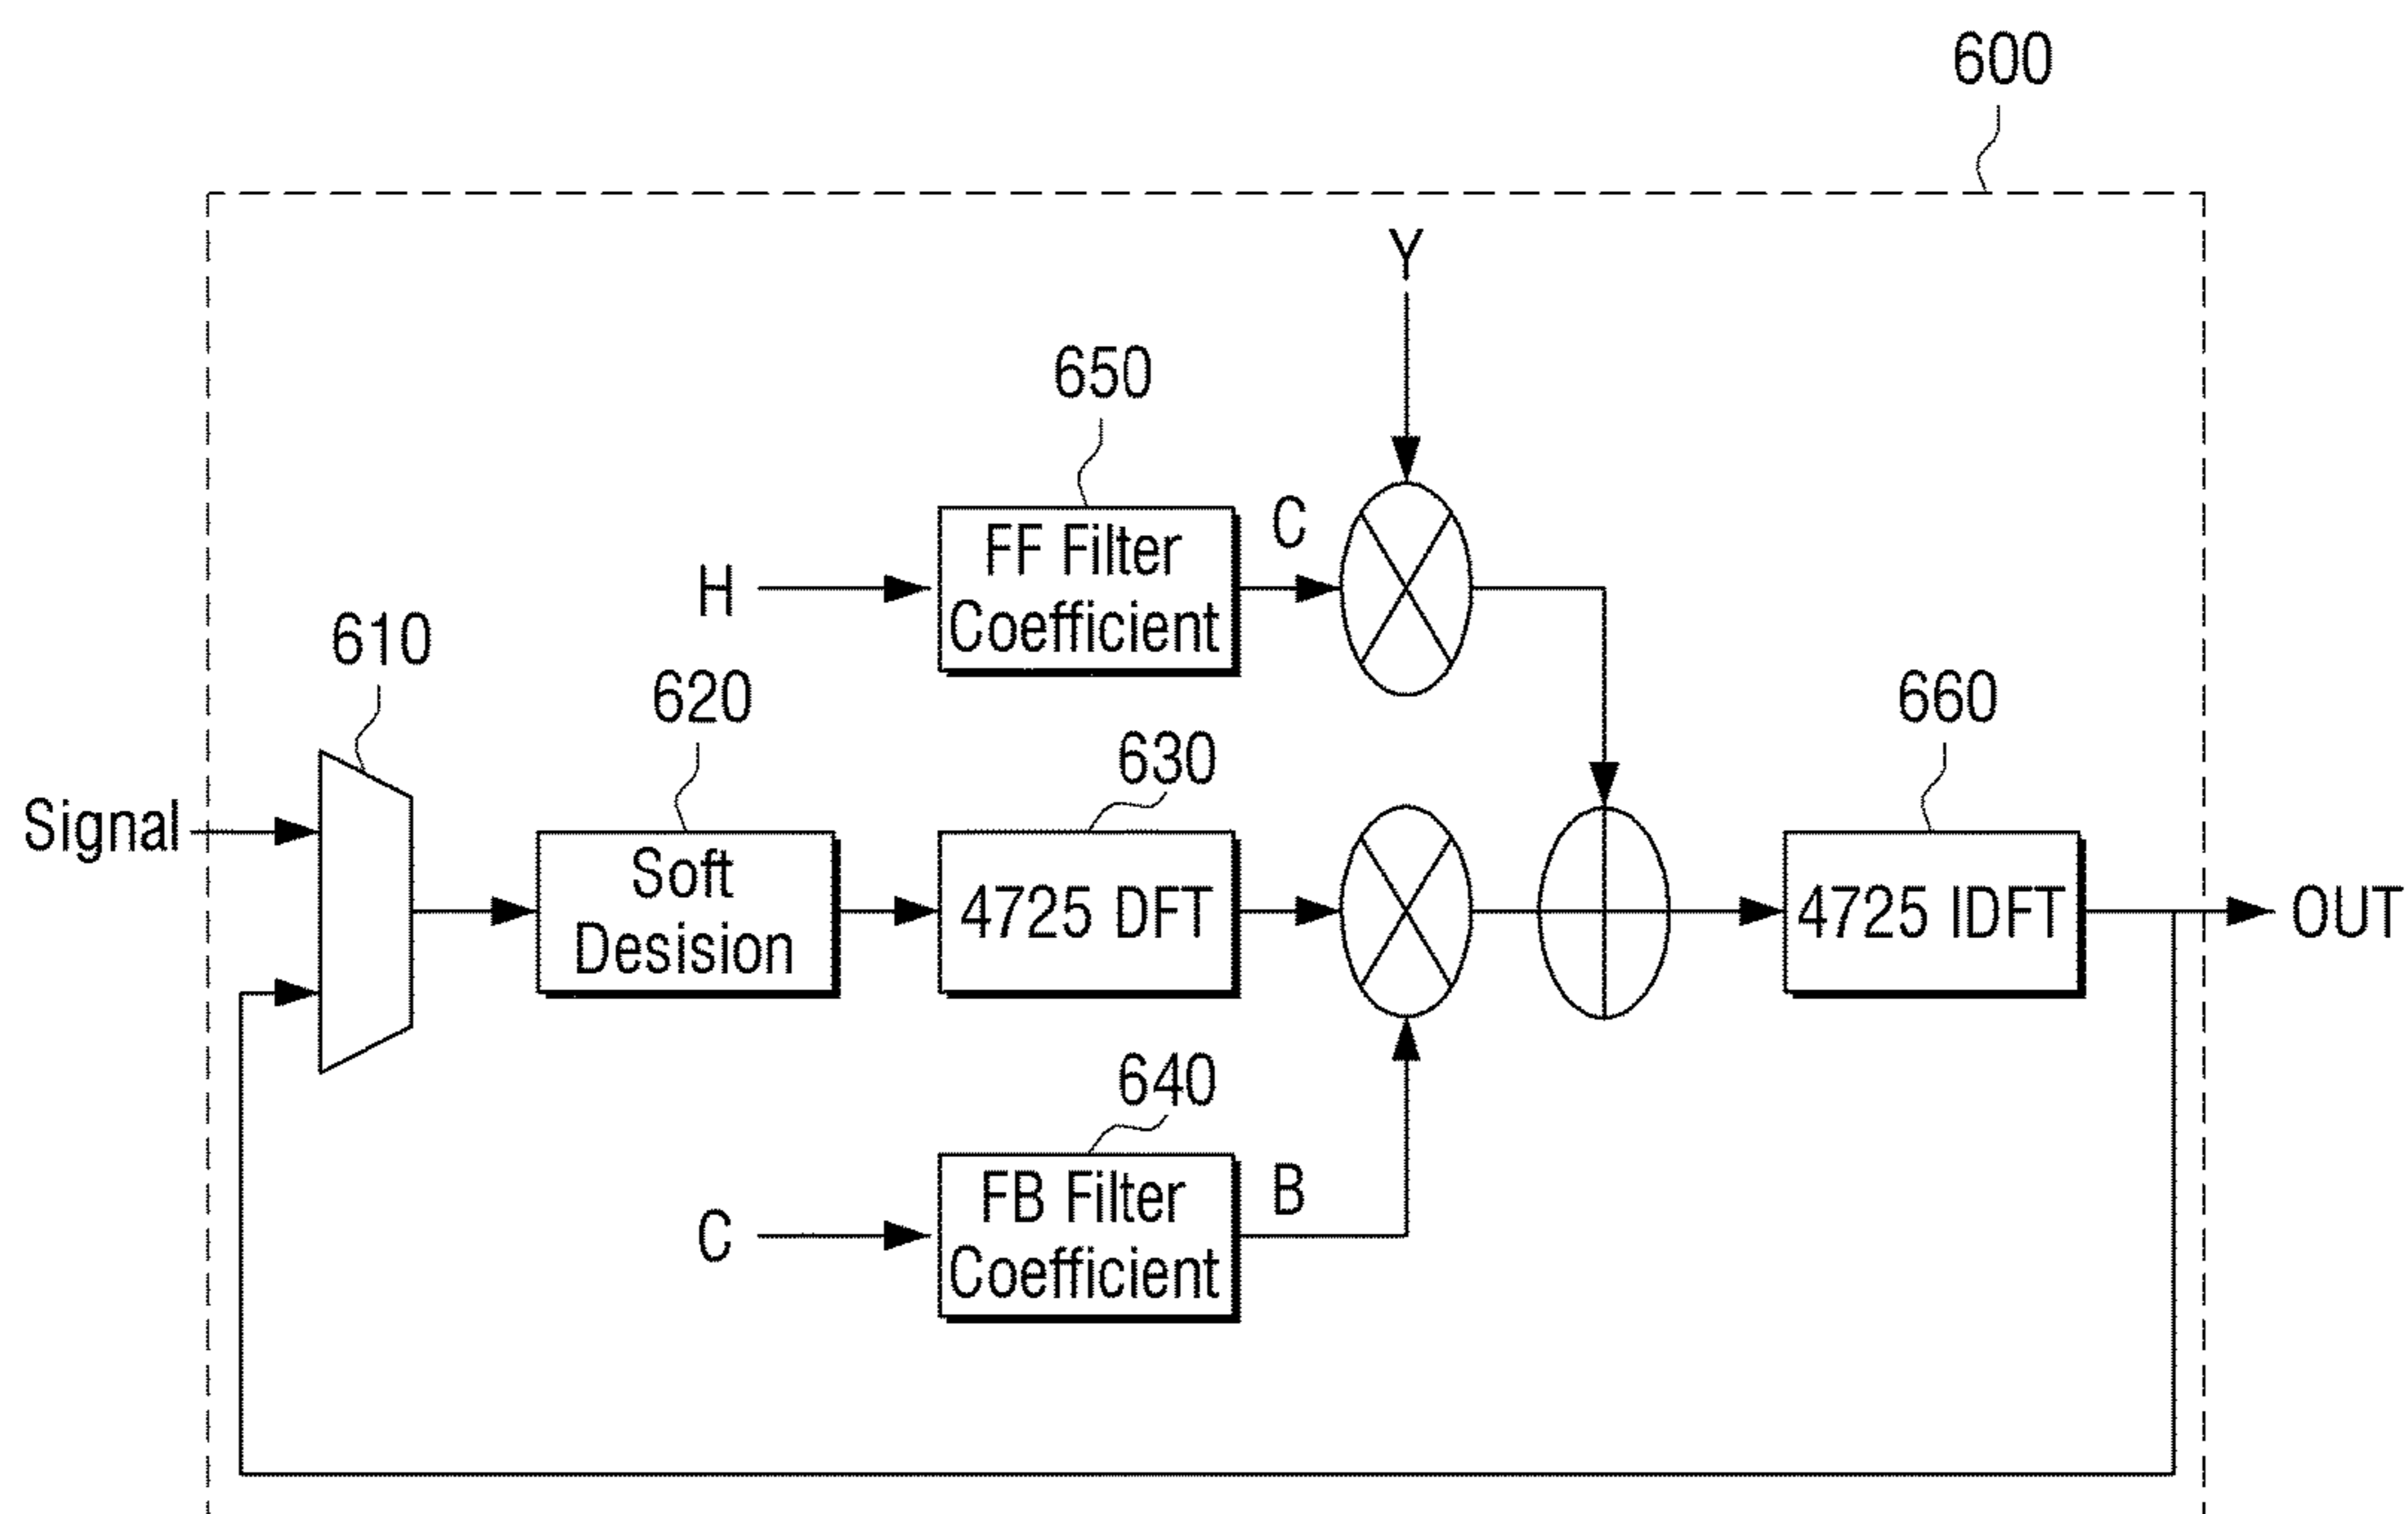 600
Y
650
FF Filter
Coefficient
C
H
610
620
630
660
Signal
Soft
Desision
4725 DFT
4725 IDFT
OUT
640
FB Filter
Coefficient
B
C